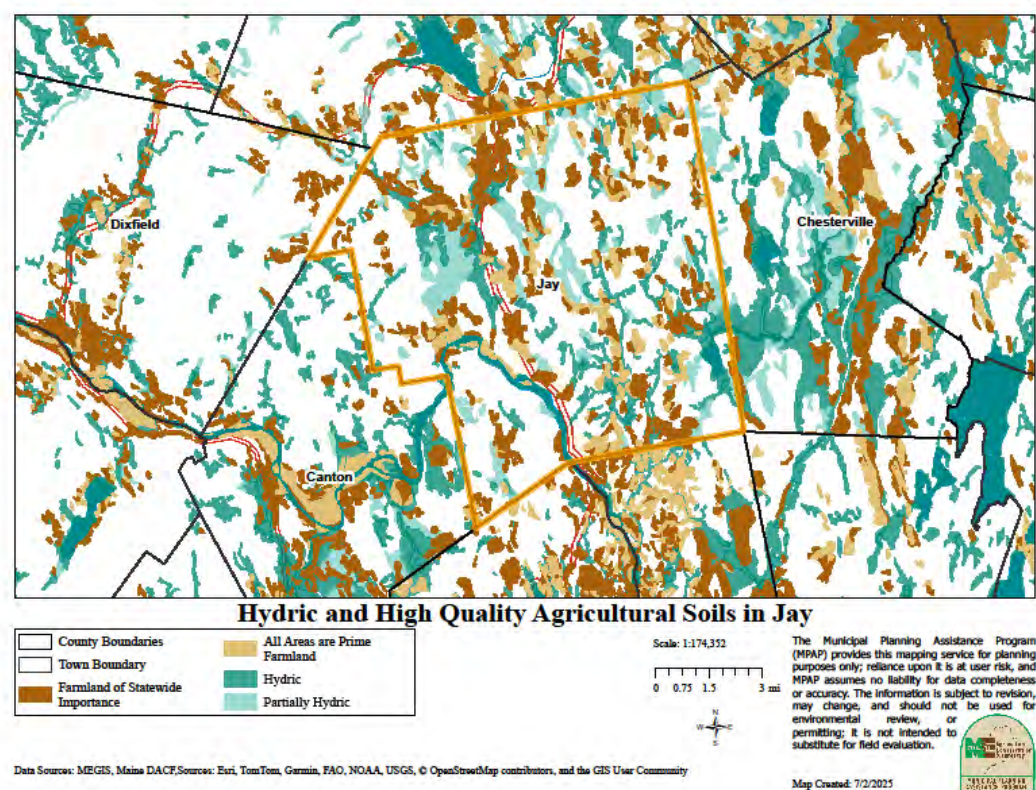 Dixfield
Chesterville
Jay
Canton
Hydric and High Quality Agricultural Soils in Jay
County Boundaries
Town Boundary
Farmland of Statewide
Importance
All Areas are Prime
Farmland
Hydric
Partially Hydric
Scale: 1:174,352
0 0.75 1.5 3 mi
N
W E
S
The Municipal Planning Assistance Program
(MPAP) provides this mapping service for planning
purposes only; reliance upon it is at user risk, and
MPAP assumes no liability for data completeness
or accuracy. The information is subject to revision,
may change, and should not be used for
environmental review, or
permitting; it is not intended to
substitute for field evaluation.
Data Sources: MEGIS, Maine DACF,Sources: Esri, TomTom, Garmin, FAO, NOAA, USGS, © OpenStreetMap contributors, and the GIS User Community
Map Created: 7/2/2025